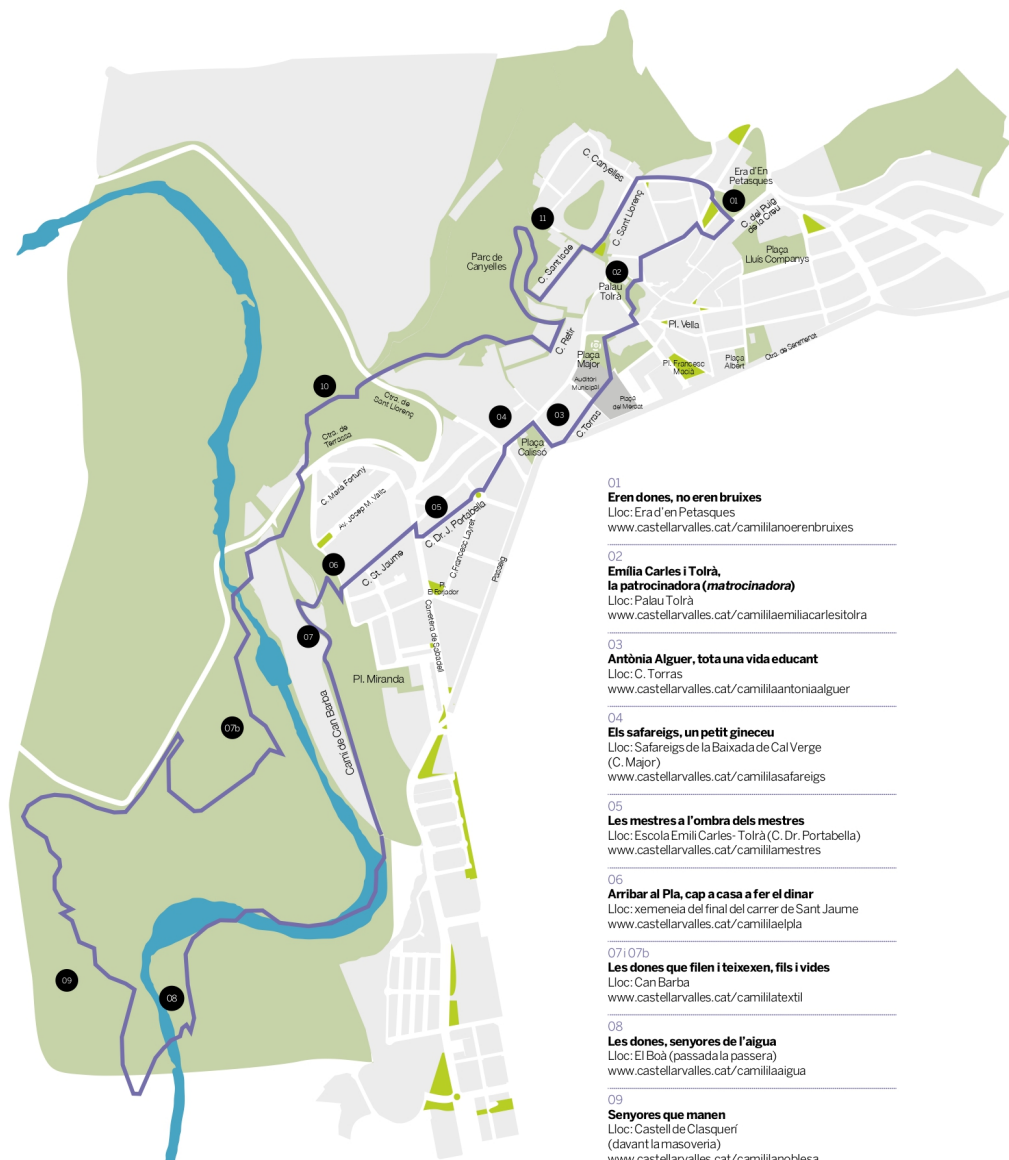 C. Canyelles
Era d'En
Petasques
01
C. del Puig
de la Creu
11
C. Sant Llorenç
Plaça
Lluís Companys
Parc de
Canyelles
C. Sant Iscle
02
Palau
Tolrà
Pl. Vella
C. Retir
Plaça
Major
Pl. Francesc
Macià
Plaça
Albert
Ctra. de Sentmenat
Auditori
Municipal
10
Ctra. de
Sant Llorenç
Plaça
del Mercat
04
03
C. Torras
Ctra. de
Terrassa
Plaça
Calissó
C. Marià Fortuny
Av. Josep M. Valls
05
C. Dr. J. Portabella
C. Francesc Layret
Passeig
06
C. St. Jaume
Pl.
El Forjador
Carretera de Sabadell
07
Pl. Miranda
Camí de Can Barba
07b
09
08
01
Eren dones, no eren bruixes
Lloc: Era d'en Petasques
www.castellarvalles.cat/camililanoerenbruixes
02
Emília Carles i Tolrà,
la patrocinadora (matrocinadora)
Lloc: Palau Tolrà
www.castellarvalles.cat/camililaemiliacarlesitolra
03
Antònia Alguer, tota una vida educant
Lloc: C. Torras
www.castellarvalles.cat/camililaantoniaalguer
04
Els safareigs, un petit gineceu
Lloc: Safareigs de la Baixada de Cal Verge
(C. Major)
www.castellarvalles.cat/camililasafareigs
05
Les mestres a l'ombra dels mestres
Lloc: Escola Emili Carles- Tolrà (C. Dr. Portabella)
www.castellarvalles.cat/camililamestres
06
Arribar al Pla, cap a casa a fer el dinar
Lloc: xemeneia del final del carrer de Sant Jaume
www.castellarvalles.cat/camililaelpla
07 i 07b
Les dones que filen i teixexen, fils i vides
Lloc: Can Barba
www.castellarvalles.cat/camililatextil
08
Les dones, senyores de l'aigua
Lloc: El Boà (passada la passera)
www.castellarvalles.cat/camililaaigua
09
Senyores que manen
Lloc: Castell de Clasquerí
(davant la masoveria)
www.castellarvalles.cat/camililanoblesa